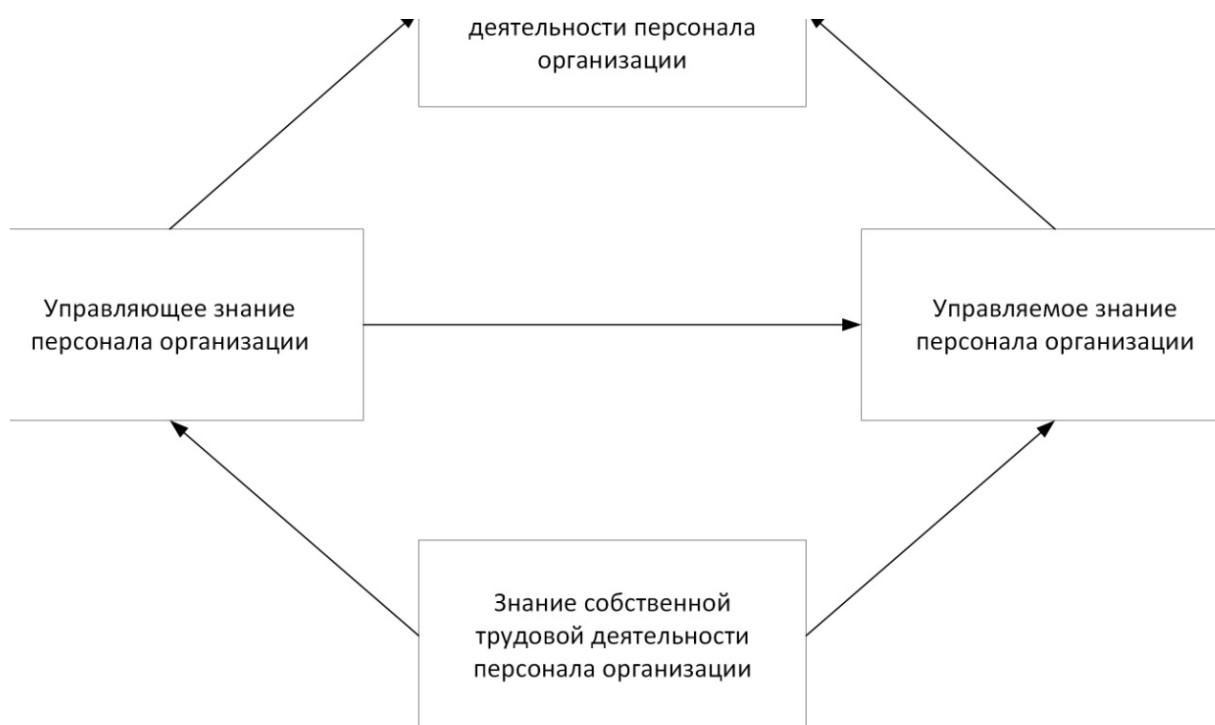 деятельности персонала
организации
Управляющее знание
персонала организации
Управляемое знание
персонала организации
Знание собственной
трудовой деятельности
персонала организации